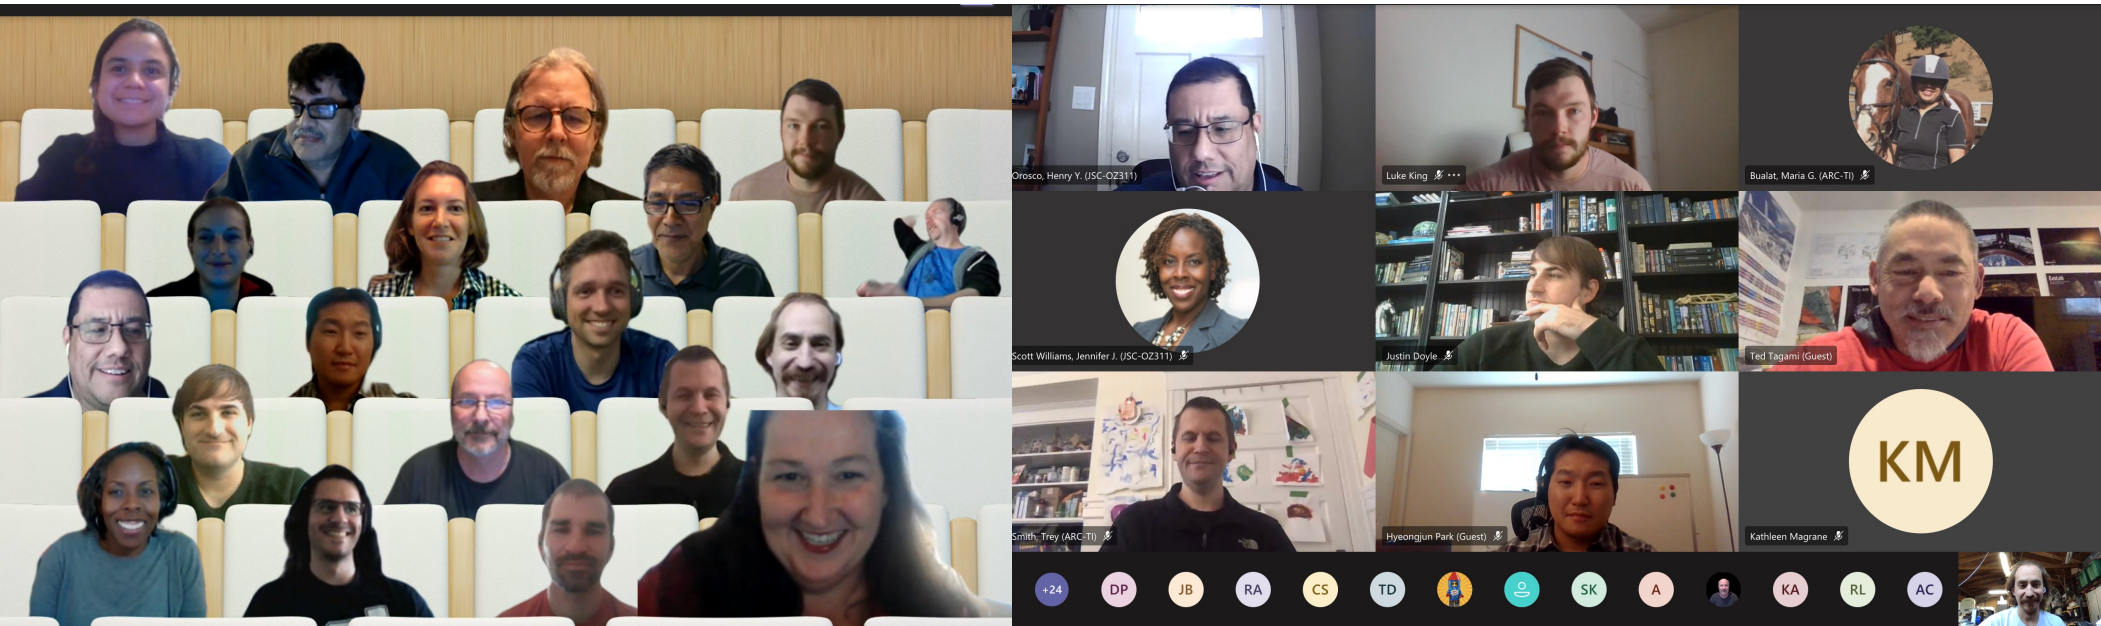 Orosco, Henry Y. (JSC-OZ311)
Luke King
Bualat, Maria G. (ARC-TI)
Scott Williams, Jennifer J. (JSC-OZ311)
Justin Doyle
Ted Tagami (Guest)
Smith, Trey (ARC-TI)
Hyeongjun Park (Guest)
KM
Kathleen Magrane
+24
DP
JB
RA
CS
TD
SK
A
KA
RL
AC